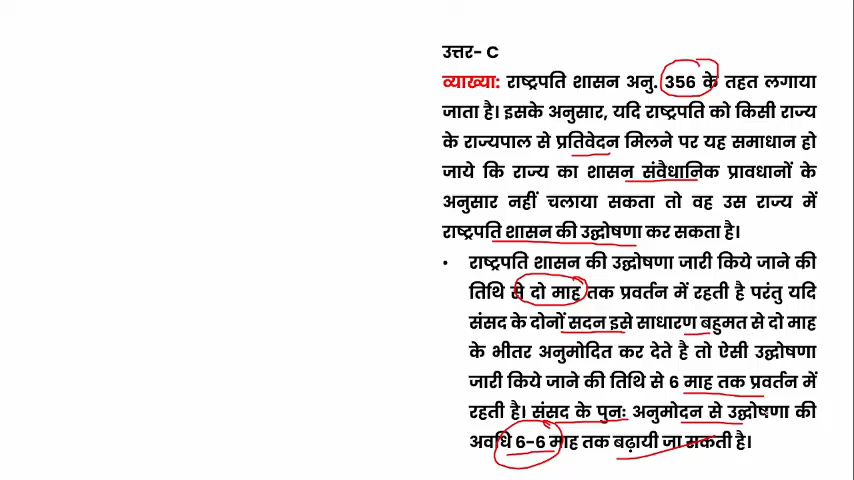 उत्तर- C
व्याख्या: राष्ट्रपति शासन अनु. 356 के तहत लगाया
जाता है। इसके अनुसार, यदि राष्ट्रपति को किसी राज्य
के राज्यपाल से प्रतिवेदन मिलने पर यह समाधान हो
जाये कि राज्य का शासन संवैधानिक प्रावधानों के
अनुसार नहीं चलाया सकता तो वह उस राज्य में
राष्ट्रपति शासन की उद्घोषणा कर सकता है।
• राष्ट्रपति शासन की उद्घोषणा जारी किये जाने की
तिथि से दो माह तक प्रवर्तन में रहती है परंतु यदि
संसद के दोनों सदन इसे साधारण बहुमत से दो माह
के भीतर अनुमोदित कर देते है तो ऐसी उद्घोषणा
जारी किये जाने की तिथि से 6 माह तक प्रवर्तन में
रहती है। संसद के पुनः अनुमोदन से उद्घोषणा की
अवधि 6-6 माह तक बढ़ायी जा सकती है।